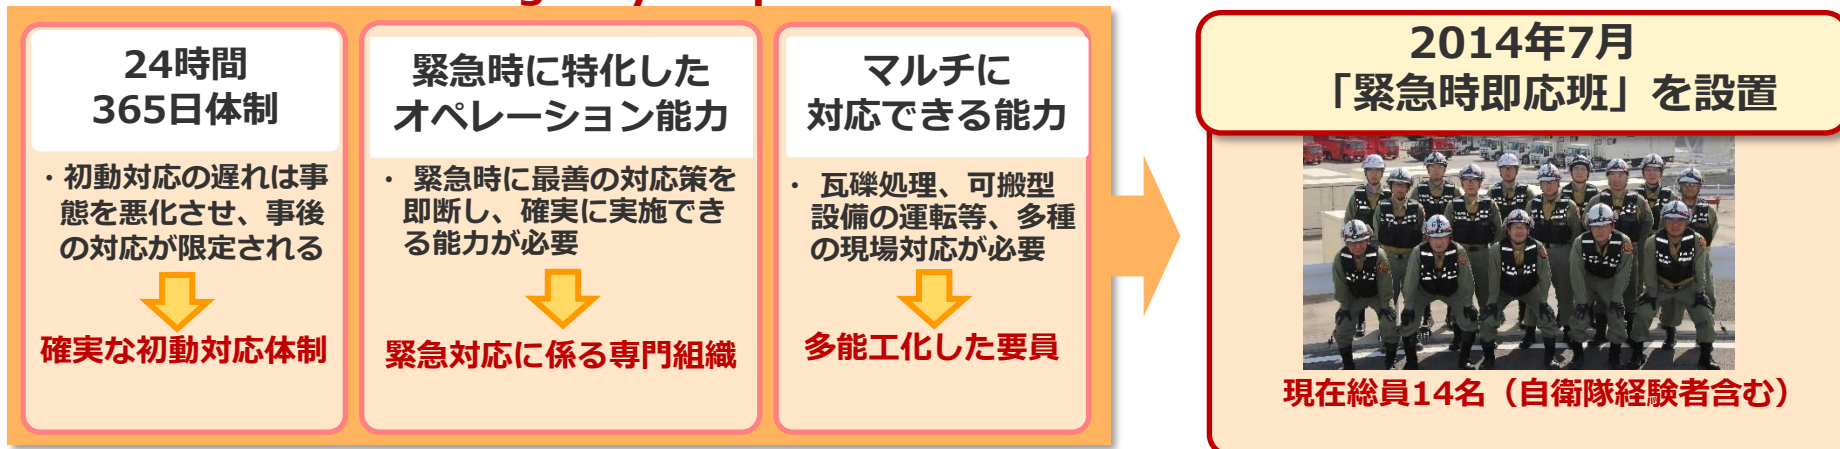 24時間
365日体制
・初動対応の遅れは事
態を悪化させ、事後
の対応が限定される
確実な初動対応体制
緊急時に特化した
オペレーション能力
・ 緊急時に最善の対応策を
即断し、確実に実施でき
る能力が必要
緊急対応に係る専門組織
マルチに
対応できる能力
・ 瓦礫処理、可搬型
設備の運転等、多種
の現場対応が必要
多能工化した要員
2014年7月
「緊急時即応班」を設置
現在総員14名（自衛隊経験者含む）